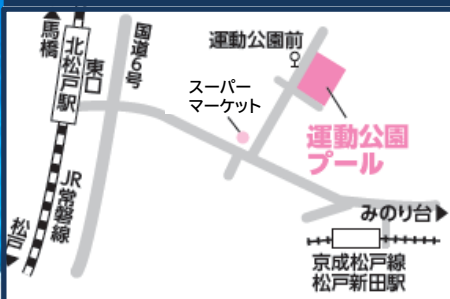 ▲馬橋
北松戸駅
東口
国道6号
運動公園前
スーパー
マーケット
運動公園
プール
JR常磐線
松戸▼
みのり台▶
京成松戸線
松戸新田駅